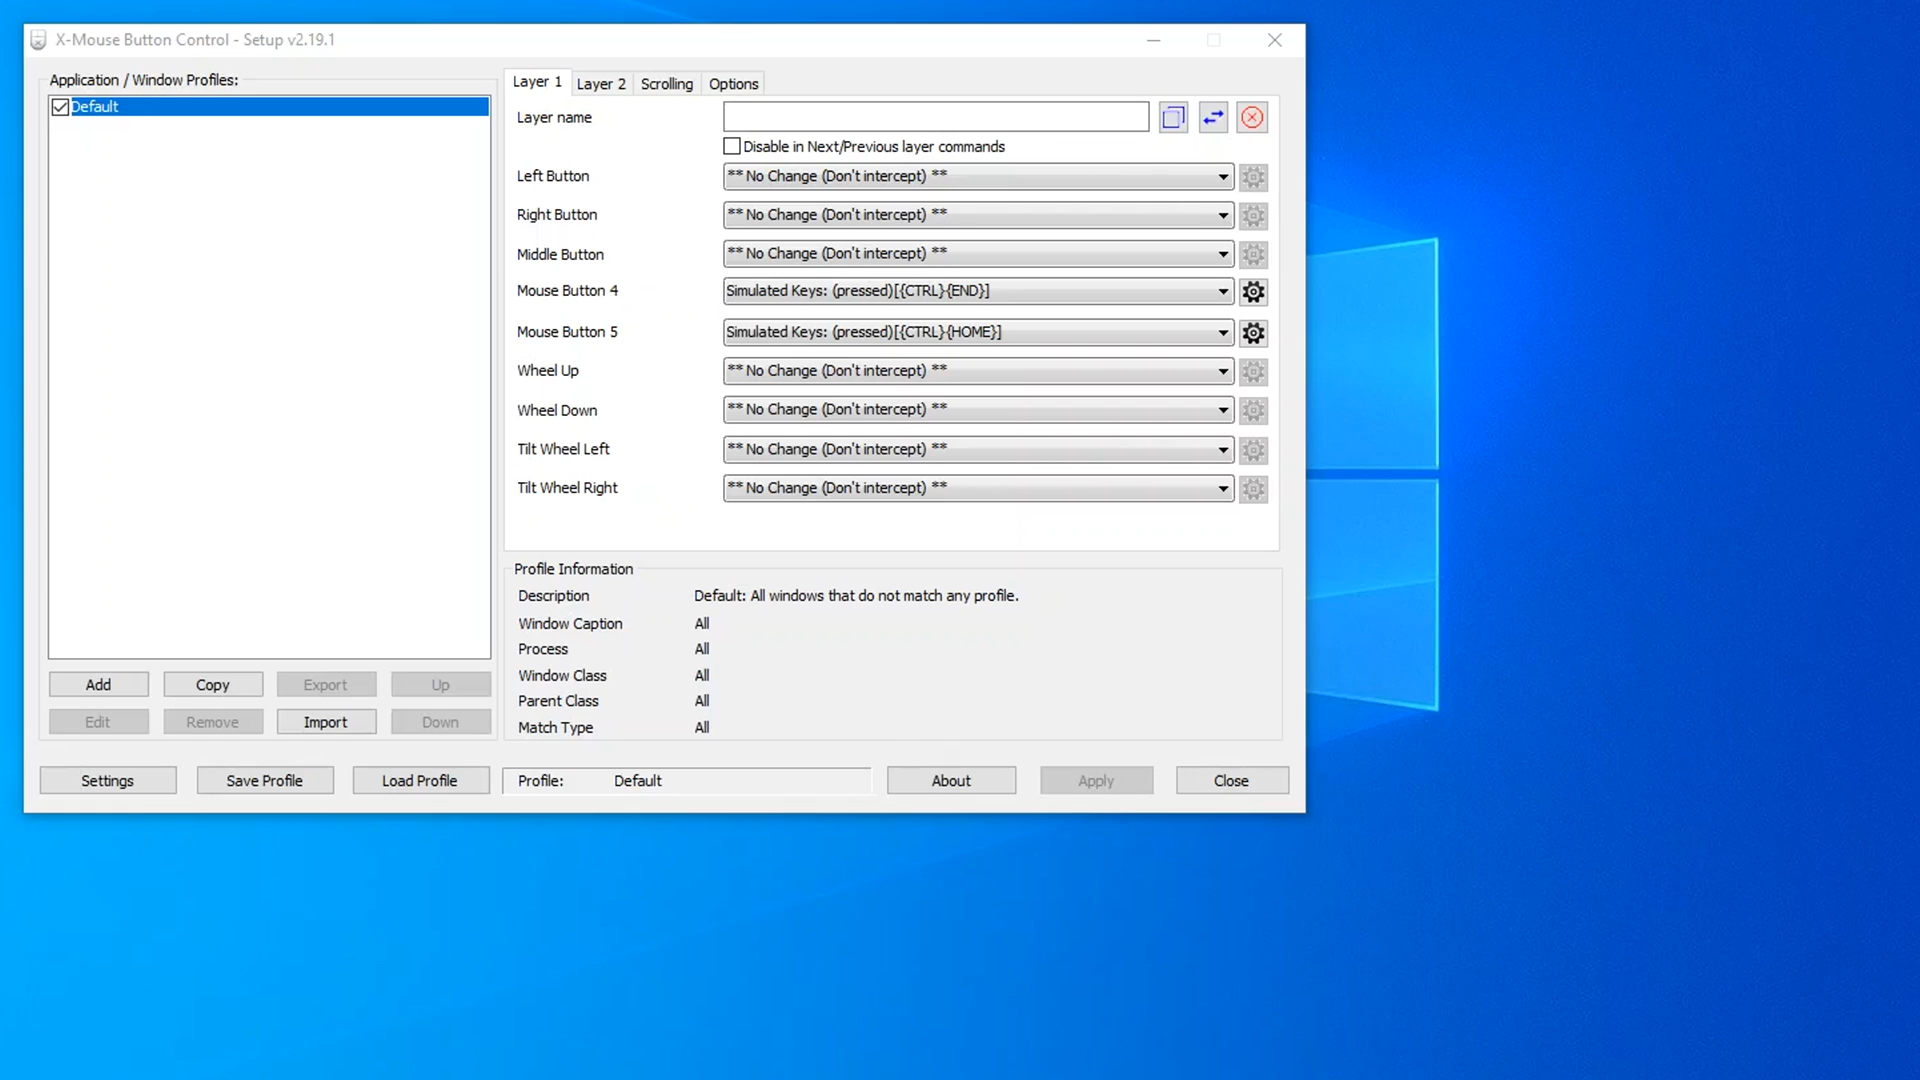 X-Mouse Button Control - Setup v2.19.1
Application / Window Profiles:
Default
Layer 1
Layer 2
Scrolling
Options
Layer name
Disable in Next/Previous layer commands
Left Button
** No Change (Don't intercept) **
Right Button
** No Change (Don't intercept) **
Middle Button
** No Change (Don't intercept) **
Mouse Button 4
Simulated Keys: (pressed)[{CTRL}{END}]
Mouse Button 5
Simulated Keys: (pressed)[{CTRL}{HOME}]
Wheel Up
** No Change (Don't intercept) **
Wheel Down
** No Change (Don't intercept) **
Tilt Wheel Left
** No Change (Don't intercept) **
Tilt Wheel Right
** No Change (Don't intercept) **
Profile Information
Description
Default: All windows that do not match any profile.
Window Caption
All
Process
All
Window Class
All
Parent Class
All
Match Type
All
Add
Copy
Export
Up
Edit
Remove
Import
Down
Settings
Save Profile
Load Profile
Profile:
Default
About
Apply
Close